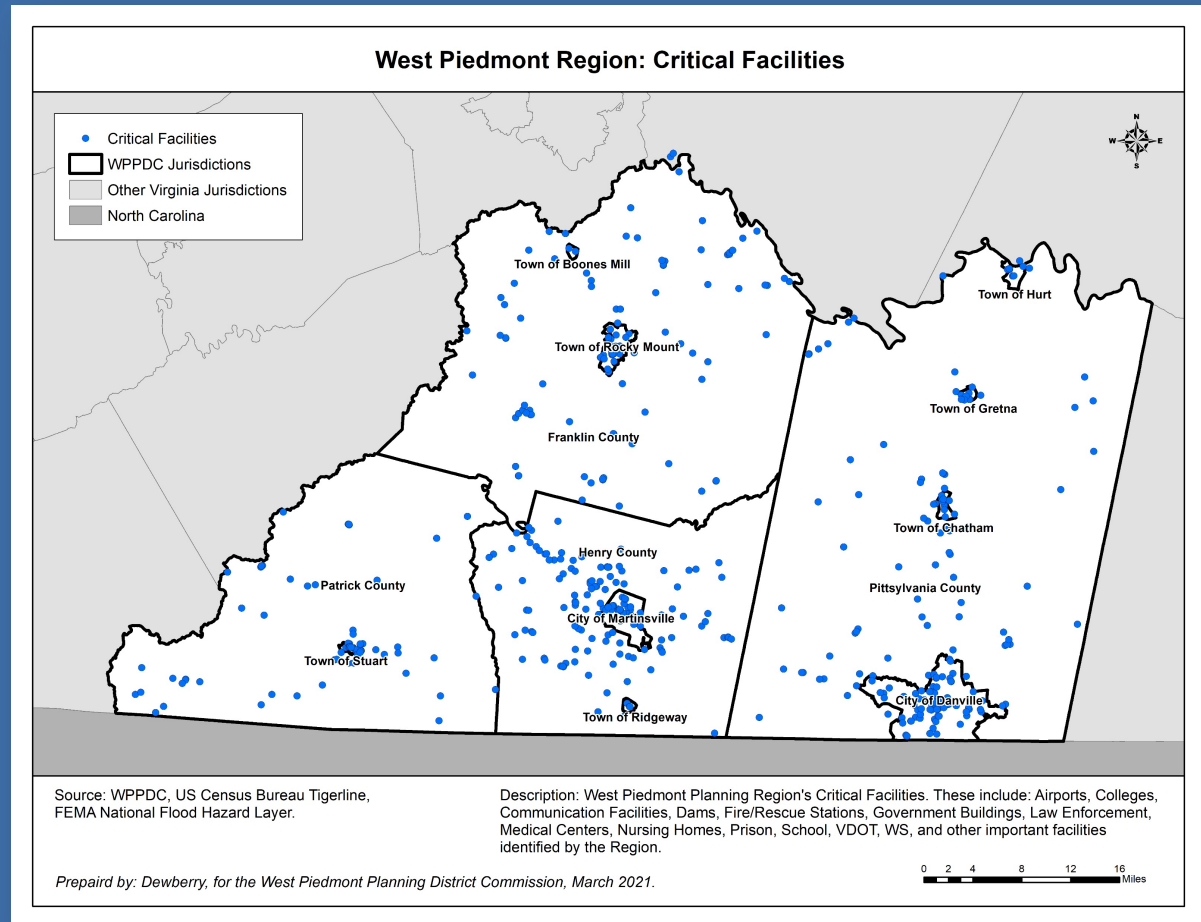 West Piedmont Region: Critical Facilities
Critical Facilities
WPPDC Jurisdictions
Other Virginia Jurisdictions
North Carolina
N
W
E
S
Town of Boones Mill
Town of Hurt
Town of Rocky Mount
Town of Gretna
Franklin County
Town of Chatham
Henry County
Patrick County
Pittsylvania County
City of Martinsville
Town of Stuart
City of Danville
Town of Ridgeway
Source: WPPDC, US Census Bureau Tigerline,
FEMA National Flood Hazard Layer.
Description: West Piedmont Planning Region's Critical Facilities. These include: Airports, Colleges,
Communication Facilities, Dams, Fire/Rescue Stations, Government Buildings, Law Enforcement,
Medical Centers, Nursing Homes, Prison, School, VDOT, WS, and other important facilities
identified by the Region.
0 2 4 8 12 16
Miles
Prepaird by: Dewberry, for the West Piedmont Planning District Commission, March 2021.